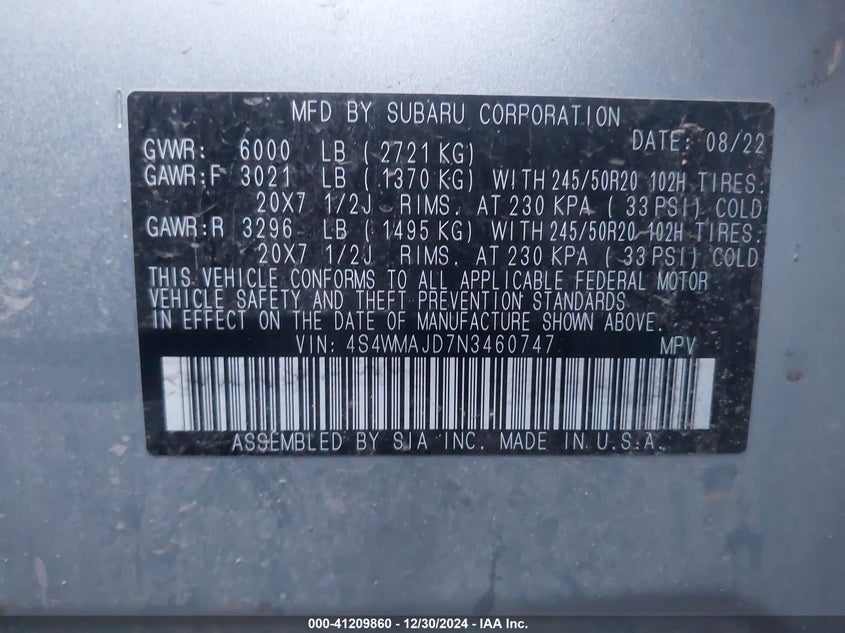 MFD BY SUBARU CORPORATION
DATE: 08/22
GVWR: 6000 LB ( 2721 KG)
GAWR:F 3021 LB ( 1370 KG) WITH 245/50R20 102H TIRES.
20X7 1/2J RIMS. AT 230 KPA ( 33 PSI) COLD
GAWR:R 3296 LB ( 1495 KG) WITH 245/50R20 102H TIRES.
20X7 1/2J RIMS. AT 230 KPA ( 33 PSI) COLD
THIS VEHICLE CONFORMS TO ALL APPLICABLE FEDERAL MOTOR
VEHICLE SAFETY AND THEFT PREVENTION STANDARDS
IN EFFECT ON THE DATE OF MANUFACTURE SHOWN ABOVE.
VIN: 4S4WMAJD7N3460747 MPV
ASSEMBLED BY SIA INC. MADE IN U.S.A.
000-41209860 - 12/30/2024 - IAA Inc.